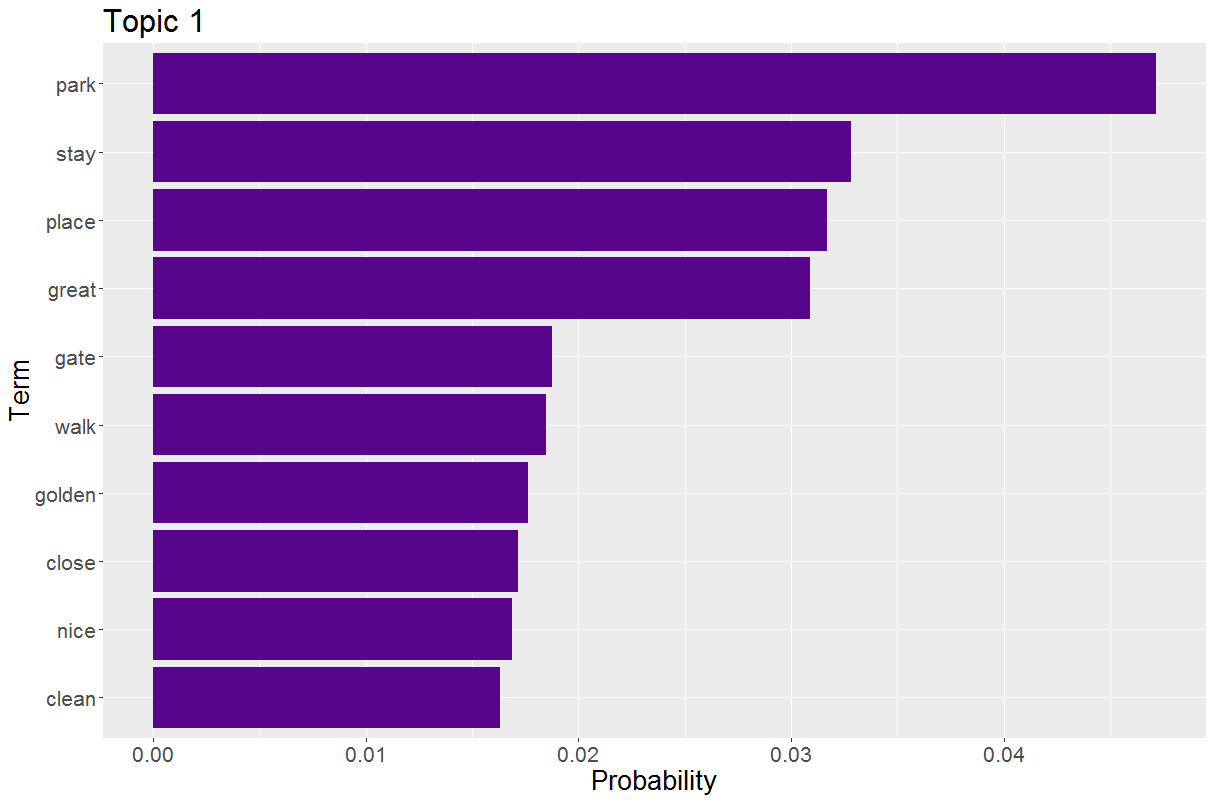 Topic 1
Term
park
stay
place
great
gate
walk
golden
close
nice
clean
0.00 0.01 0.02 0.03 0.04
Probability